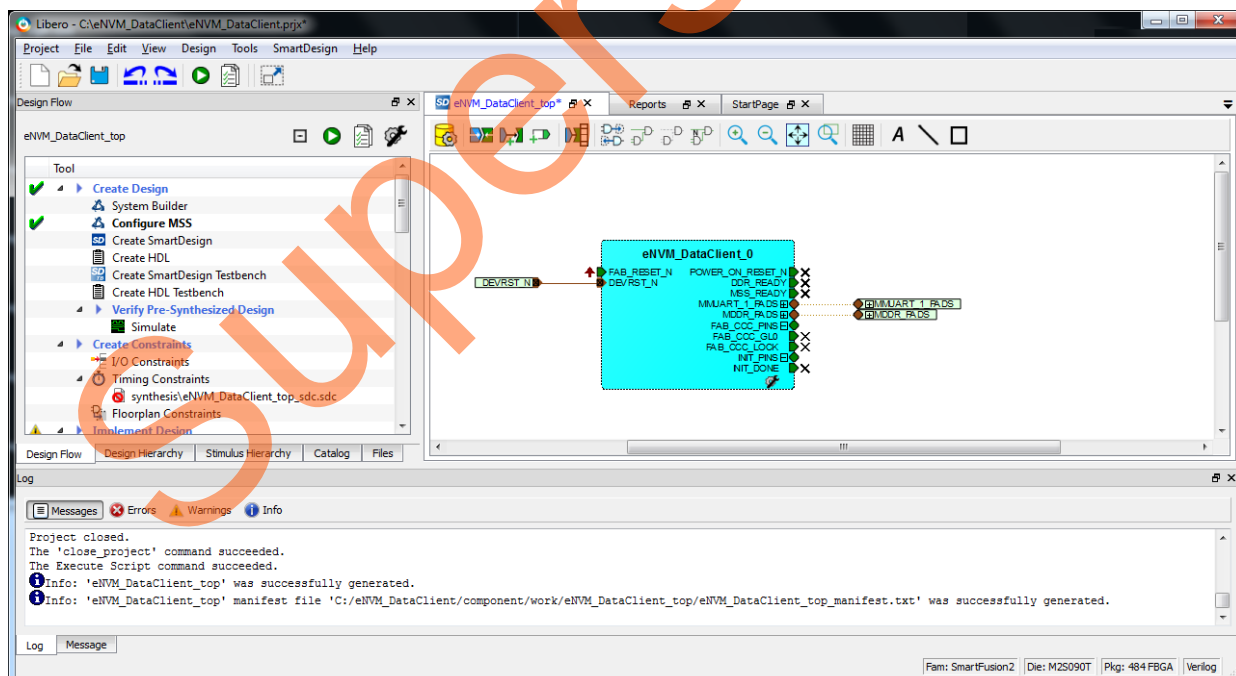 Libero - C:\eNVM_DataClient\eNVM_DataClient.prjx*
Project File Edit View Design Tools SmartDesign Help
Design Flow
eNVM_DataClient_top
Tool
Create Design
System Builder
Configure MSS
SD Create SmartDesign
Create HDL
Create SmartDesign Testbench
Create HDL Testbench
Verify Pre-Synthesized Design
Simulate
Create Constraints
I/O Constraints
Timing Constraints
synthesis\eNVM_DataClient_top_sdc.sdc
Floorplan Constraints
Implement Design
Design Flow Design Hierarchy Stimulus Hierarchy Catalog Files
SD eNVM_DataClient_top* Reports StartPage
A
eNVM_DataClient_0
FAB_RESET_N POWER_ON_RESET_N
DEVRST_N DEVRST_N DDR_READY
MSS_READY
MMUART_1_PADS MMUART_1_PADS
MDDR_PADS MDDR_PADS
FAB_CCC_PINS
FAB_CCC_GL0
FAB_CCC_LOCK
INIT_PINS
INIT_DONE
Log
Messages Errors Warnings Info
Project closed.
The 'close_project' command succeeded.
The Execute Script command succeeded.
Info: 'eNVM_DataClient_top' was successfully generated.
Info: 'eNVM_DataClient_top' manifest file 'C:/eNVM_DataClient/component/work/eNVM_DataClient_top/eNVM_DataClient_top_manifest.txt' was successfully generated.
Log Message
Fam: SmartFusion2 Die: M2S090T Pkg: 484 FBGA Verilog
Supers